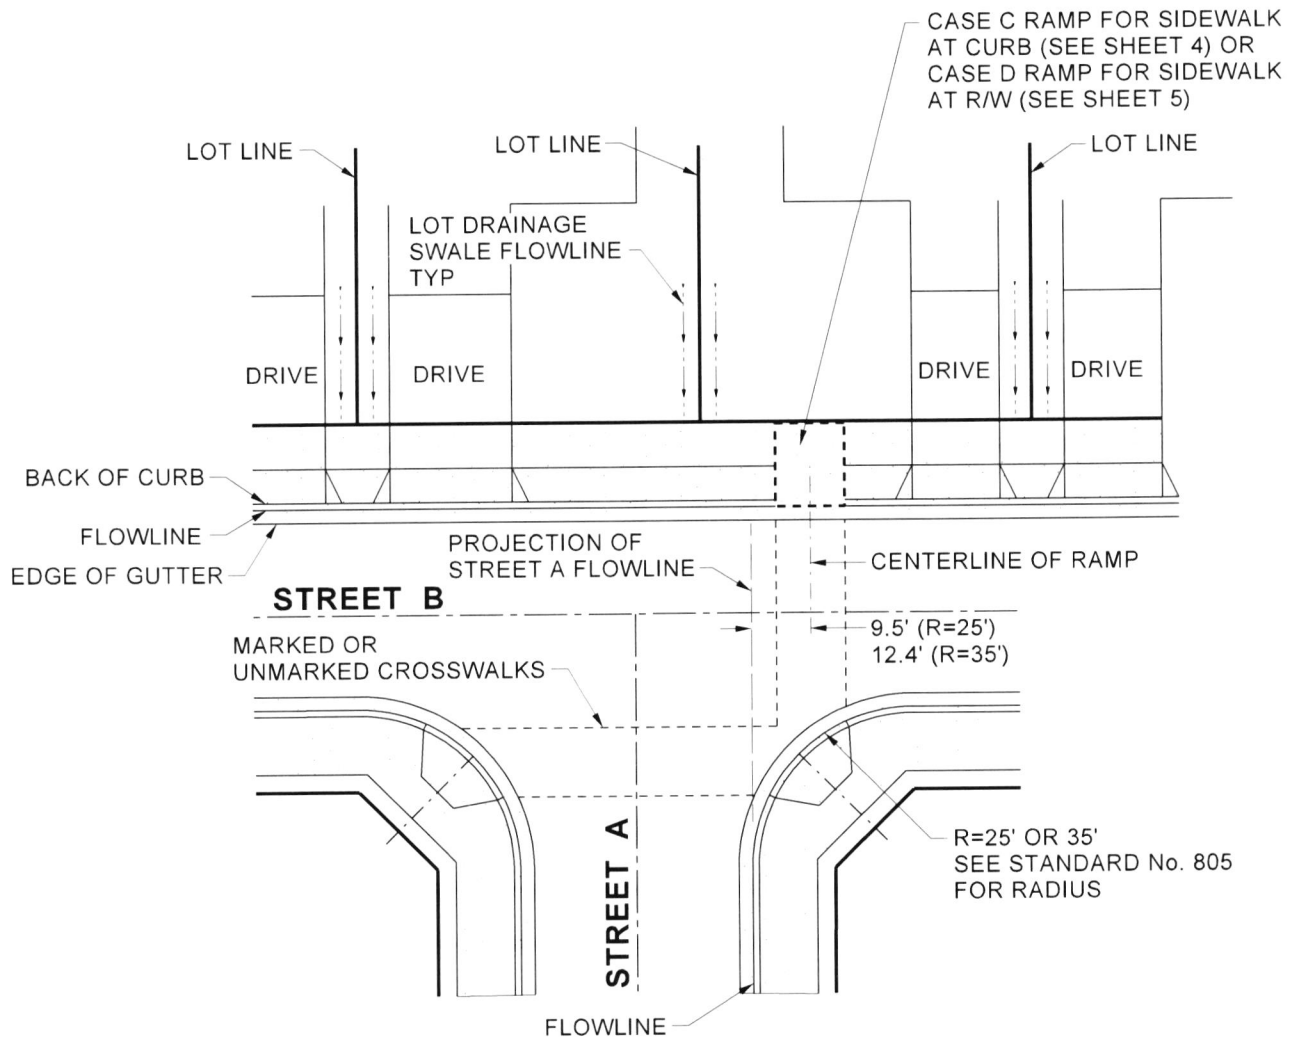 CASE C RAMP FOR SIDEWALK
AT CURB (SEE SHEET 4) OR
CASE D RAMP FOR SIDEWALK
AT R/W (SEE SHEET 5)
LOT LINE
LOT LINE
LOT LINE
LOT DRAINAGE
SWALE FLOWLINE
TYP
DRIVE
DRIVE
DRIVE
DRIVE
BACK OF CURB
FLOWLINE
EDGE OF GUTTER
PROJECTION OF
STREET A FLOWLINE
CENTERLINE OF RAMP
STREET B
9.5' (R=25')
12.4' (R=35')
MARKED OR
UNMARKED CROSSWALKS
STREET A
R=25' OR 35'
SEE STANDARD No. 805
FOR RADIUS
FLOWLINE